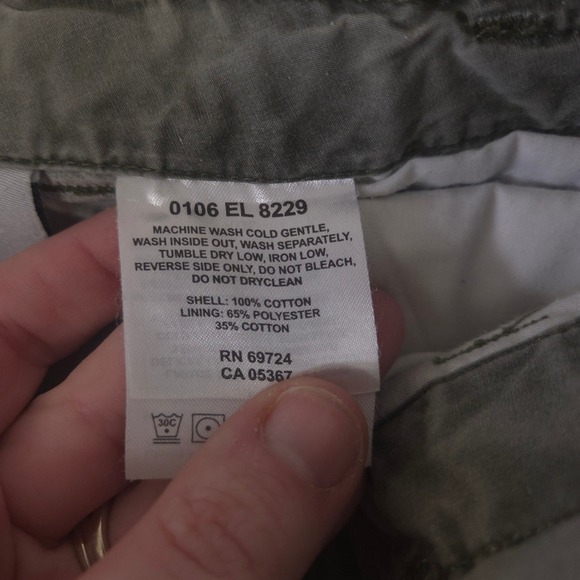 0106 EL 8229
MACHINE WASH COLD GENTLE,
WASH INSIDE OUT, WASH SEPARATELY,
TUMBLE DRY LOW, IRON LOW,
REVERSE SIDE ONLY, DO NOT BLEACH,
DO NOT DRYCLEAN
SHELL: 100% COTTON
LINING: 65% POLYESTER
35% COTTON
RN 69724
CA 05367
30C